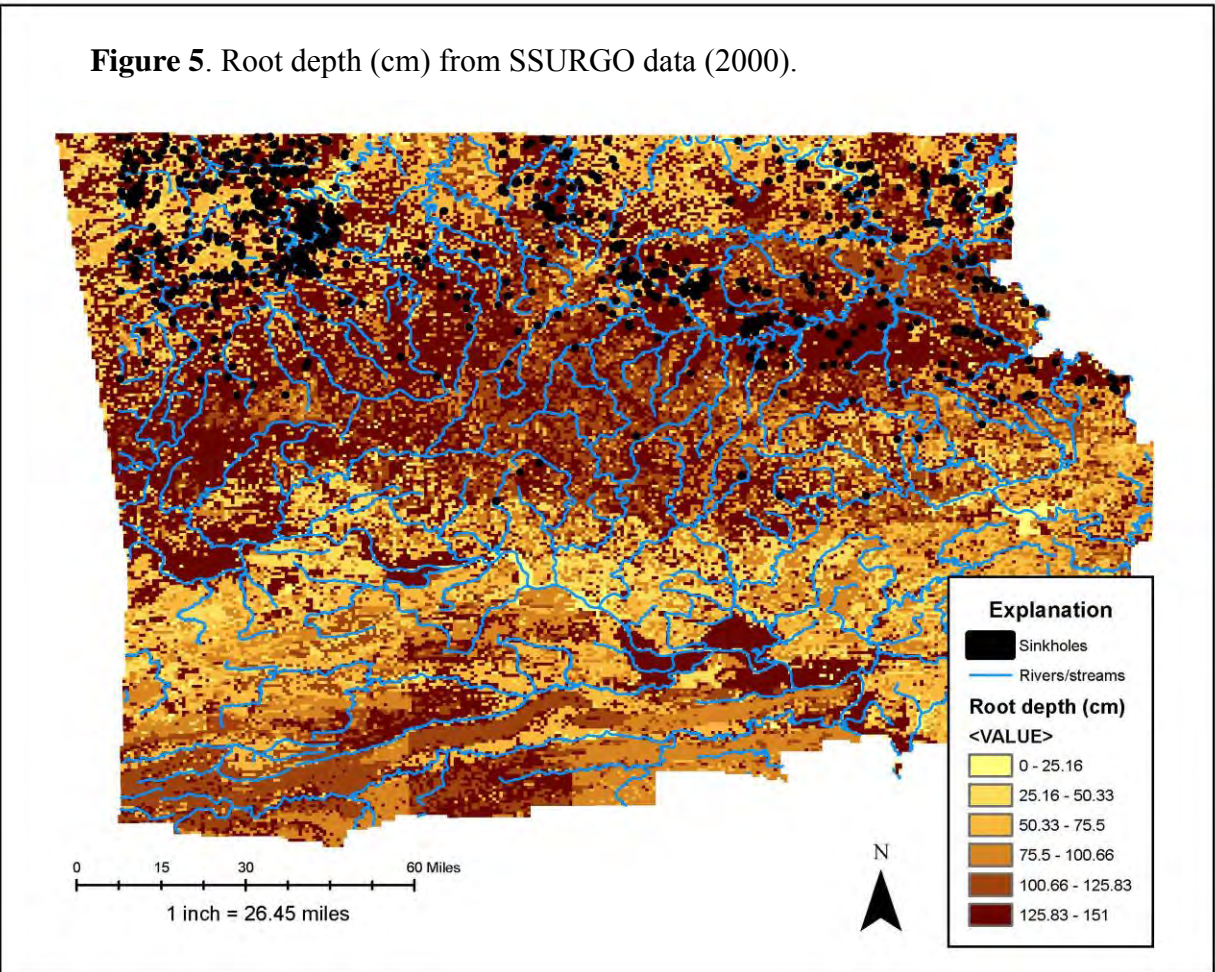 Figure 5. Root depth (cm) from SSURGO data (2000).
Explanation
Sinkholes
Rivers/streams
Root depth (cm)
<VALUE>
0 - 25.16
25.16 - 50.33
50.33 - 75.5
75.5 - 100.66
100.66 - 125.83
125.83 - 151
N
0 15 30 60 Miles
1 inch = 26.45 miles